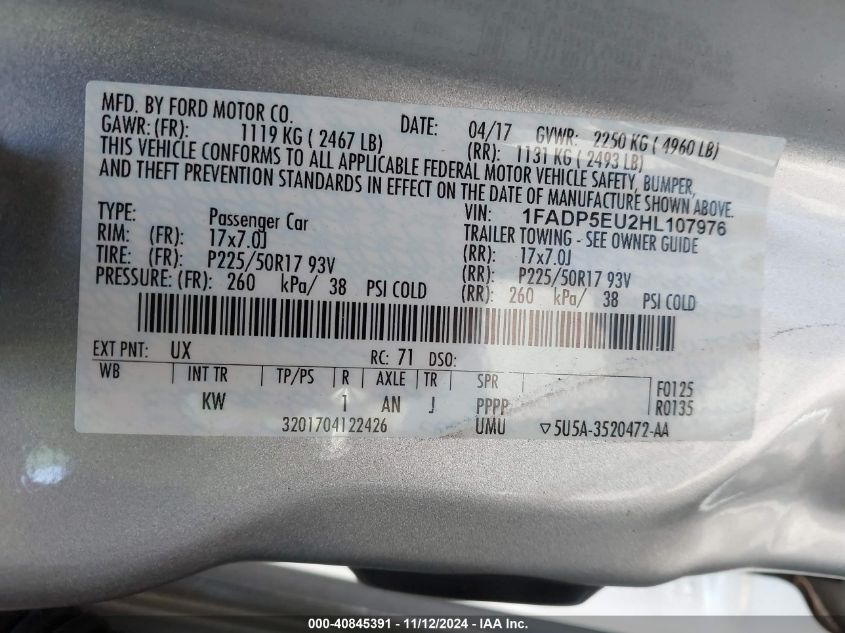 MFD. BY FORD MOTOR CO.
DATE: 04/17 GVWR: 2250 KG ( 4960 LB)
GAWR: (FR): 1119 KG ( 2467 LB) (RR): 1131 KG ( 2493 LB)
THIS VEHICLE CONFORMS TO ALL APPLICABLE FEDERAL MOTOR VEHICLE SAFETY, BUMPER,
AND THEFT PREVENTION STANDARDS IN EFFECT ON THE DATE OF MANUFACTURE SHOWN ABOVE.
VIN: 1FADP5EU2HL107976
TYPE: Passenger Car TRAILER TOWING - SEE OWNER GUIDE
RIM: (FR): 17x7.0J (RR): 17x7.0J
TIRE: (FR): P225/50R17 93V (RR): P225/50R17 93V
PRESSURE: (FR): 260 kPa/ 38 PSI COLD (RR): 260 kPa/ 38 PSI COLD
EXT PNT: UX RC: 71 DSO:
WB INT TR TP/PS R AXLE TR SPR F0125
KW 1 AN J PPPP R0135
3201704122426 UMU ▽5U5A-3520472-AA
000-40845391 - 11/12/2024 - IAA Inc.